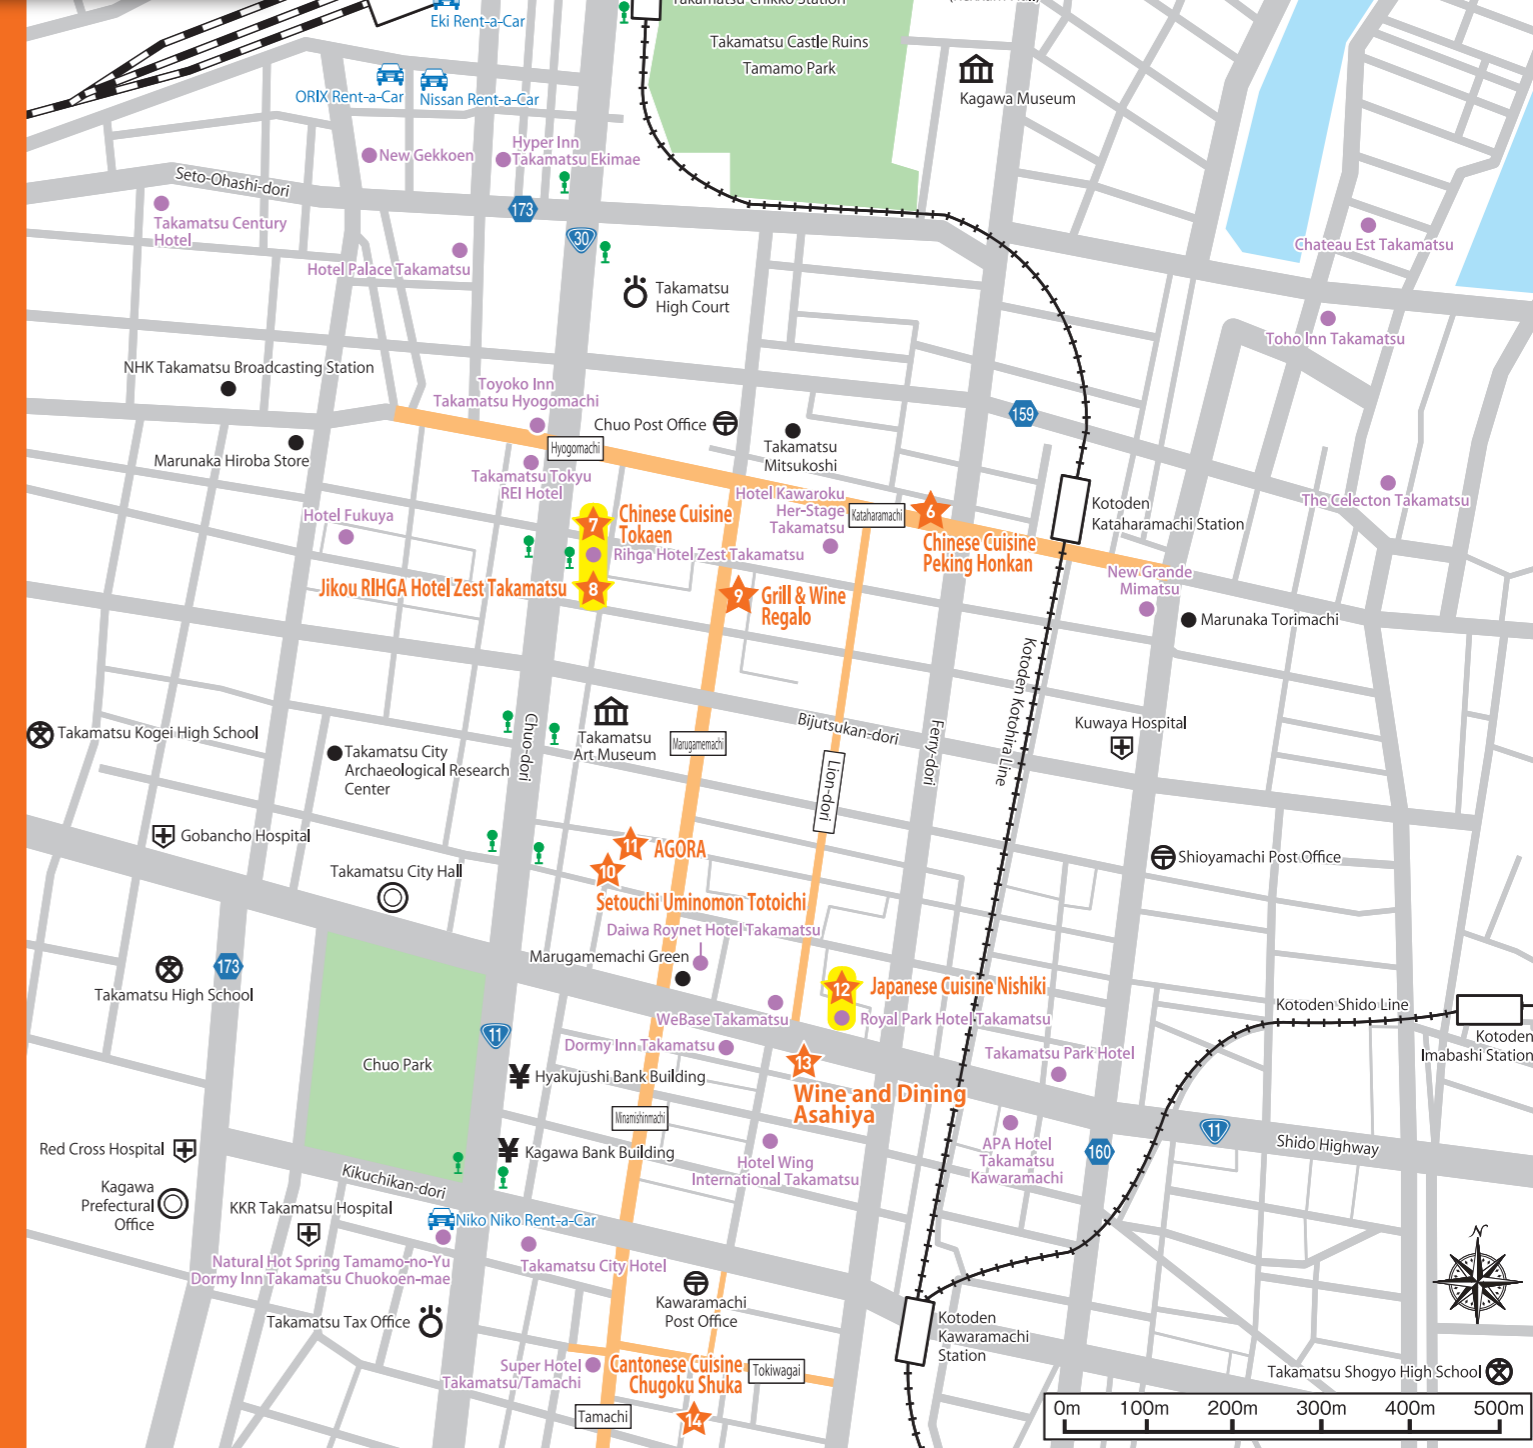 Eki Rent-a-Car
Takamatsu-Chikko Station
Takamatsu Castle Ruins
Tamamo Park
Kagawa Museum
ORIX Rent-a-Car
Nissan Rent-a-Car
New Gekkoen
Hyper Inn
Takamatsu Ekimae
Seto-Ohashi-dori
173
30
Takamatsu Century
Hotel
Hotel Palace Takamatsu
Takamatsu
High Court
Chateau Est Takamatsu
Toho Inn Takamatsu
NHK Takamatsu Broadcasting Station
Toyoko Inn
Takamatsu Hyogomachi
Chuo Post Office
Takamatsu
Mitsukoshi
159
Marunaka Hiroba Store
Hyogomachi
Takamatsu Tokyu
REI Hotel
Hotel Kawaroku
Her-Stage
Takamatsu
Kataharamachi
6
Chinese Cuisine
Peking Honkan
Kotoden
Kataharamachi Station
The Celecton Takamatsu
Hotel Fukuya
7
Chinese Cuisine
Tokaen
Rihga Hotel Zest Takamatsu
Jikou RIHGA Hotel Zest Takamatsu
8
9
Grill & Wine
Regalo
New Grande
Mimatsu
Marunaka Torimachi
Takamatsu Kogei High School
Takamatsu City
Archaeological Research
Center
Chuo-dori
Takamatsu
Art Museum
Marugamemachi
Bijutsukan-dori
Lion-dori
Ferry-dori
Kotoden Kotohira Line
Kuwaya Hospital
Gobancho Hospital
Takamatsu City Hall
11
AGORA
10
Setouchi Uminomon Totoichi
Shioyamachi Post Office
Daiwa Roynet Hotel Takamatsu
Marugamemachi Green
Takamatsu High School
173
12
Japanese Cuisine Nishiki
Royal Park Hotel Takamatsu
WeBase Takamatsu
Dormy Inn Takamatsu
11
Chuo Park
Hyakujushi Bank Building
13
Wine and Dining
Asahiya
Takamatsu Park Hotel
Kotoden Shido Line
Kotoden
Imabashi Station
Minamishinmachi
Kagawa Bank Building
Hotel Wing
International Takamatsu
APA Hotel
Takamatsu
Kawaramachi
160
11
Shido Highway
Red Cross Hospital
Kagawa
Prefectural
Office
Kikuchikan-dori
KKR Takamatsu Hospital
Niko Niko Rent-a-Car
Natural Hot Spring Tamamo-no-Yu
Dormy Inn Takamatsu Chuokoen-mae
Takamatsu City Hotel
Takamatsu Tax Office
Kawaramachi
Post Office
Kotoden
Kawaramachi
Station
N
Super Hotel
Takamatsu/Tamachi
Cantonese Cuisine
Chugoku Shuka
Tokiwagai
Tamachi
14
Takamatsu Shogyo High School
0m 100m 200m 300m 400m 500m